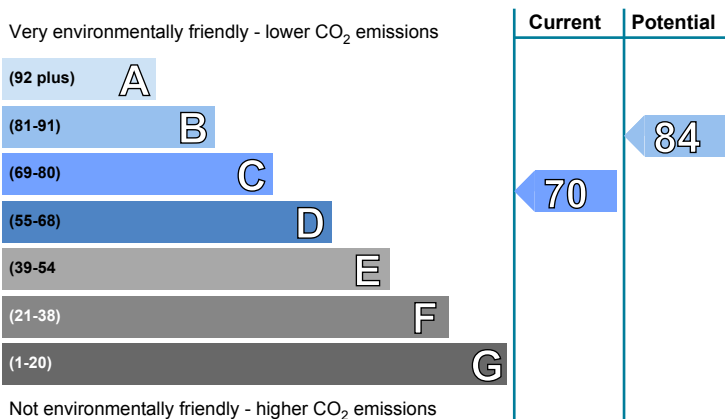 Very environmentally friendly - lower CO₂ emissions
Current
Potential
(92 plus) A
(81-91) B
84
(69-80) C
70
(55-68) D
(39-54 E
(21-38) F
(1-20) G
Not environmentally friendly - higher CO₂ emissions